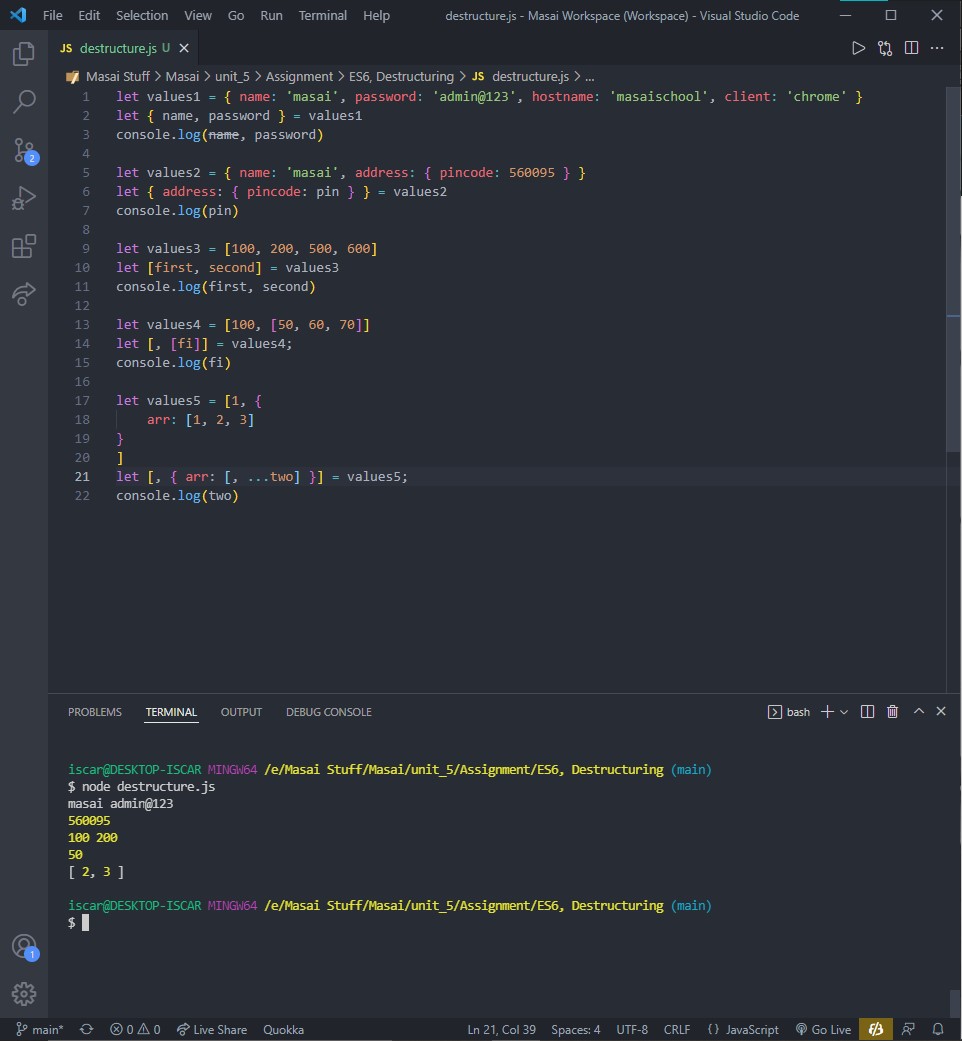 File Edit Selection View Go Run Terminal Help destructure.js - Masai Workspace (Workspace) - Visual Studio Code
JS destructure.js U
Masai Stuff > Masai > unit_5 > Assignment > ES6, Destructuring > JS destructure.js > ...
1 let values1 = { name: 'masai', password: 'admin@123', hostname: 'masaischool', client: 'chrome' }
2 let { name, password } = values1
3 console.log(name, password)
4
5 let values2 = { name: 'masai', address: { pincode: 560095 } }
6 let { address: { pincode: pin } } = values2
7 console.log(pin)
8
9 let values3 = [100, 200, 500, 600]
10 let [first, second] = values3
11 console.log(first, second)
12
13 let values4 = [100, [50, 60, 70]]
14 let [, [fi]] = values4;
15 console.log(fi)
16
17 let values5 = [1, {
18     arr: [1, 2, 3]
19 }
20 ]
21 let [, { arr: [, ...two] }] = values5;
22 console.log(two)
2
PROBLEMS TERMINAL OUTPUT DEBUG CONSOLE bash
iscar@DESKTOP-ISCAR MINGW64 /e/Masai Stuff/Masai/unit_5/Assignment/ES6, Destructuring (main)
$ node destructure.js
masai admin@123
560095
100 200
50
[ 2, 3 ]
iscar@DESKTOP-ISCAR MINGW64 /e/Masai Stuff/Masai/unit_5/Assignment/ES6, Destructuring (main)
$
1
main* 0 0 Live Share Quokka Ln 21, Col 39 Spaces: 4 UTF-8 CRLF { } JavaScript Go Live